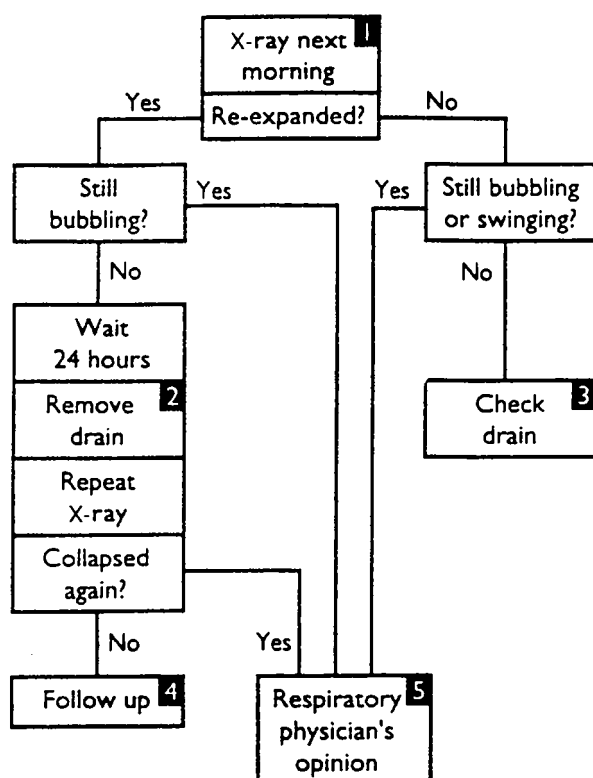 1
X-ray next
morning
Yes
No
Re-expanded?
Still
bubbling?
Yes
Yes
Still bubbling
or swinging?
No
No
Wait
24 hours
2
Remove
drain
3
Check
drain
Repeat
X-ray
Collapsed
again?
No
Yes
Follow up 4
Respiratory 5
physician's
opinion